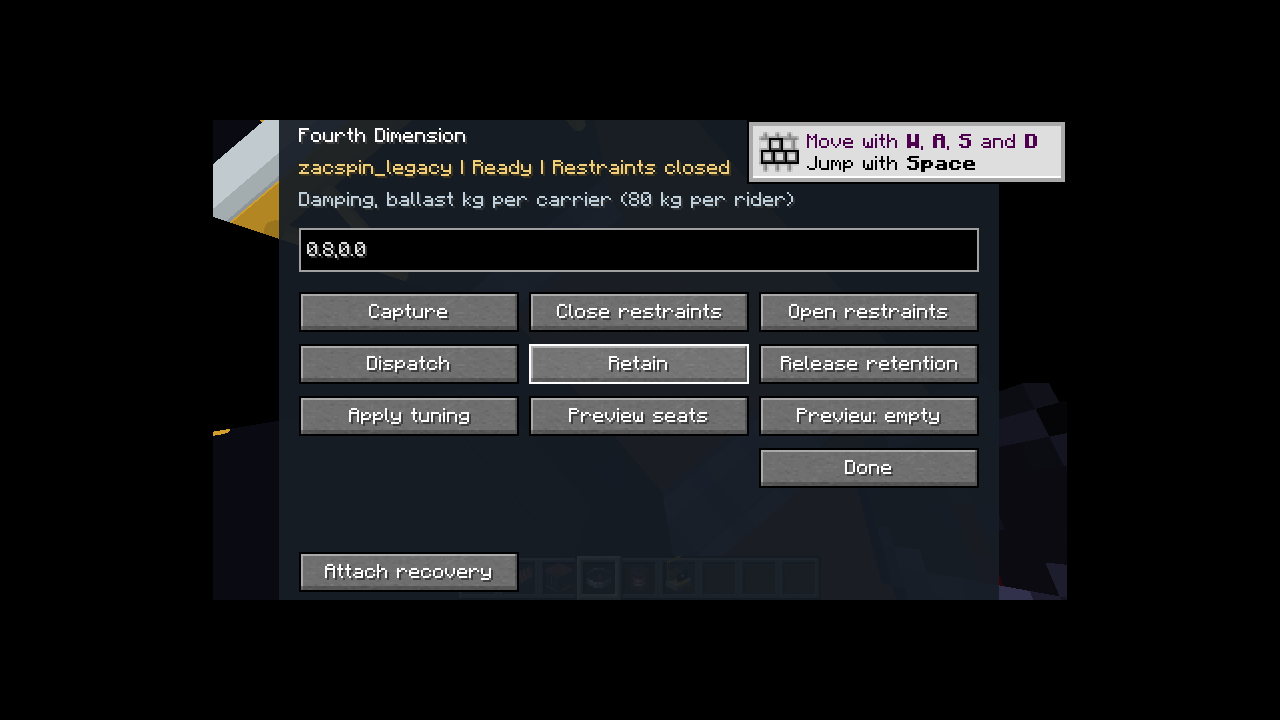 Fourth Dimension
zacspin_legacy | Ready | Restraints closed
Move with W, A, S and D
Jump with Space
Damping, ballast kg per carrier (80 kg per rider)
0.8,0.0
Capture
Close restraints
Open restraints
Dispatch
Retain
Release retention
Apply tuning
Preview seats
Preview: empty
Done
Attach recovery